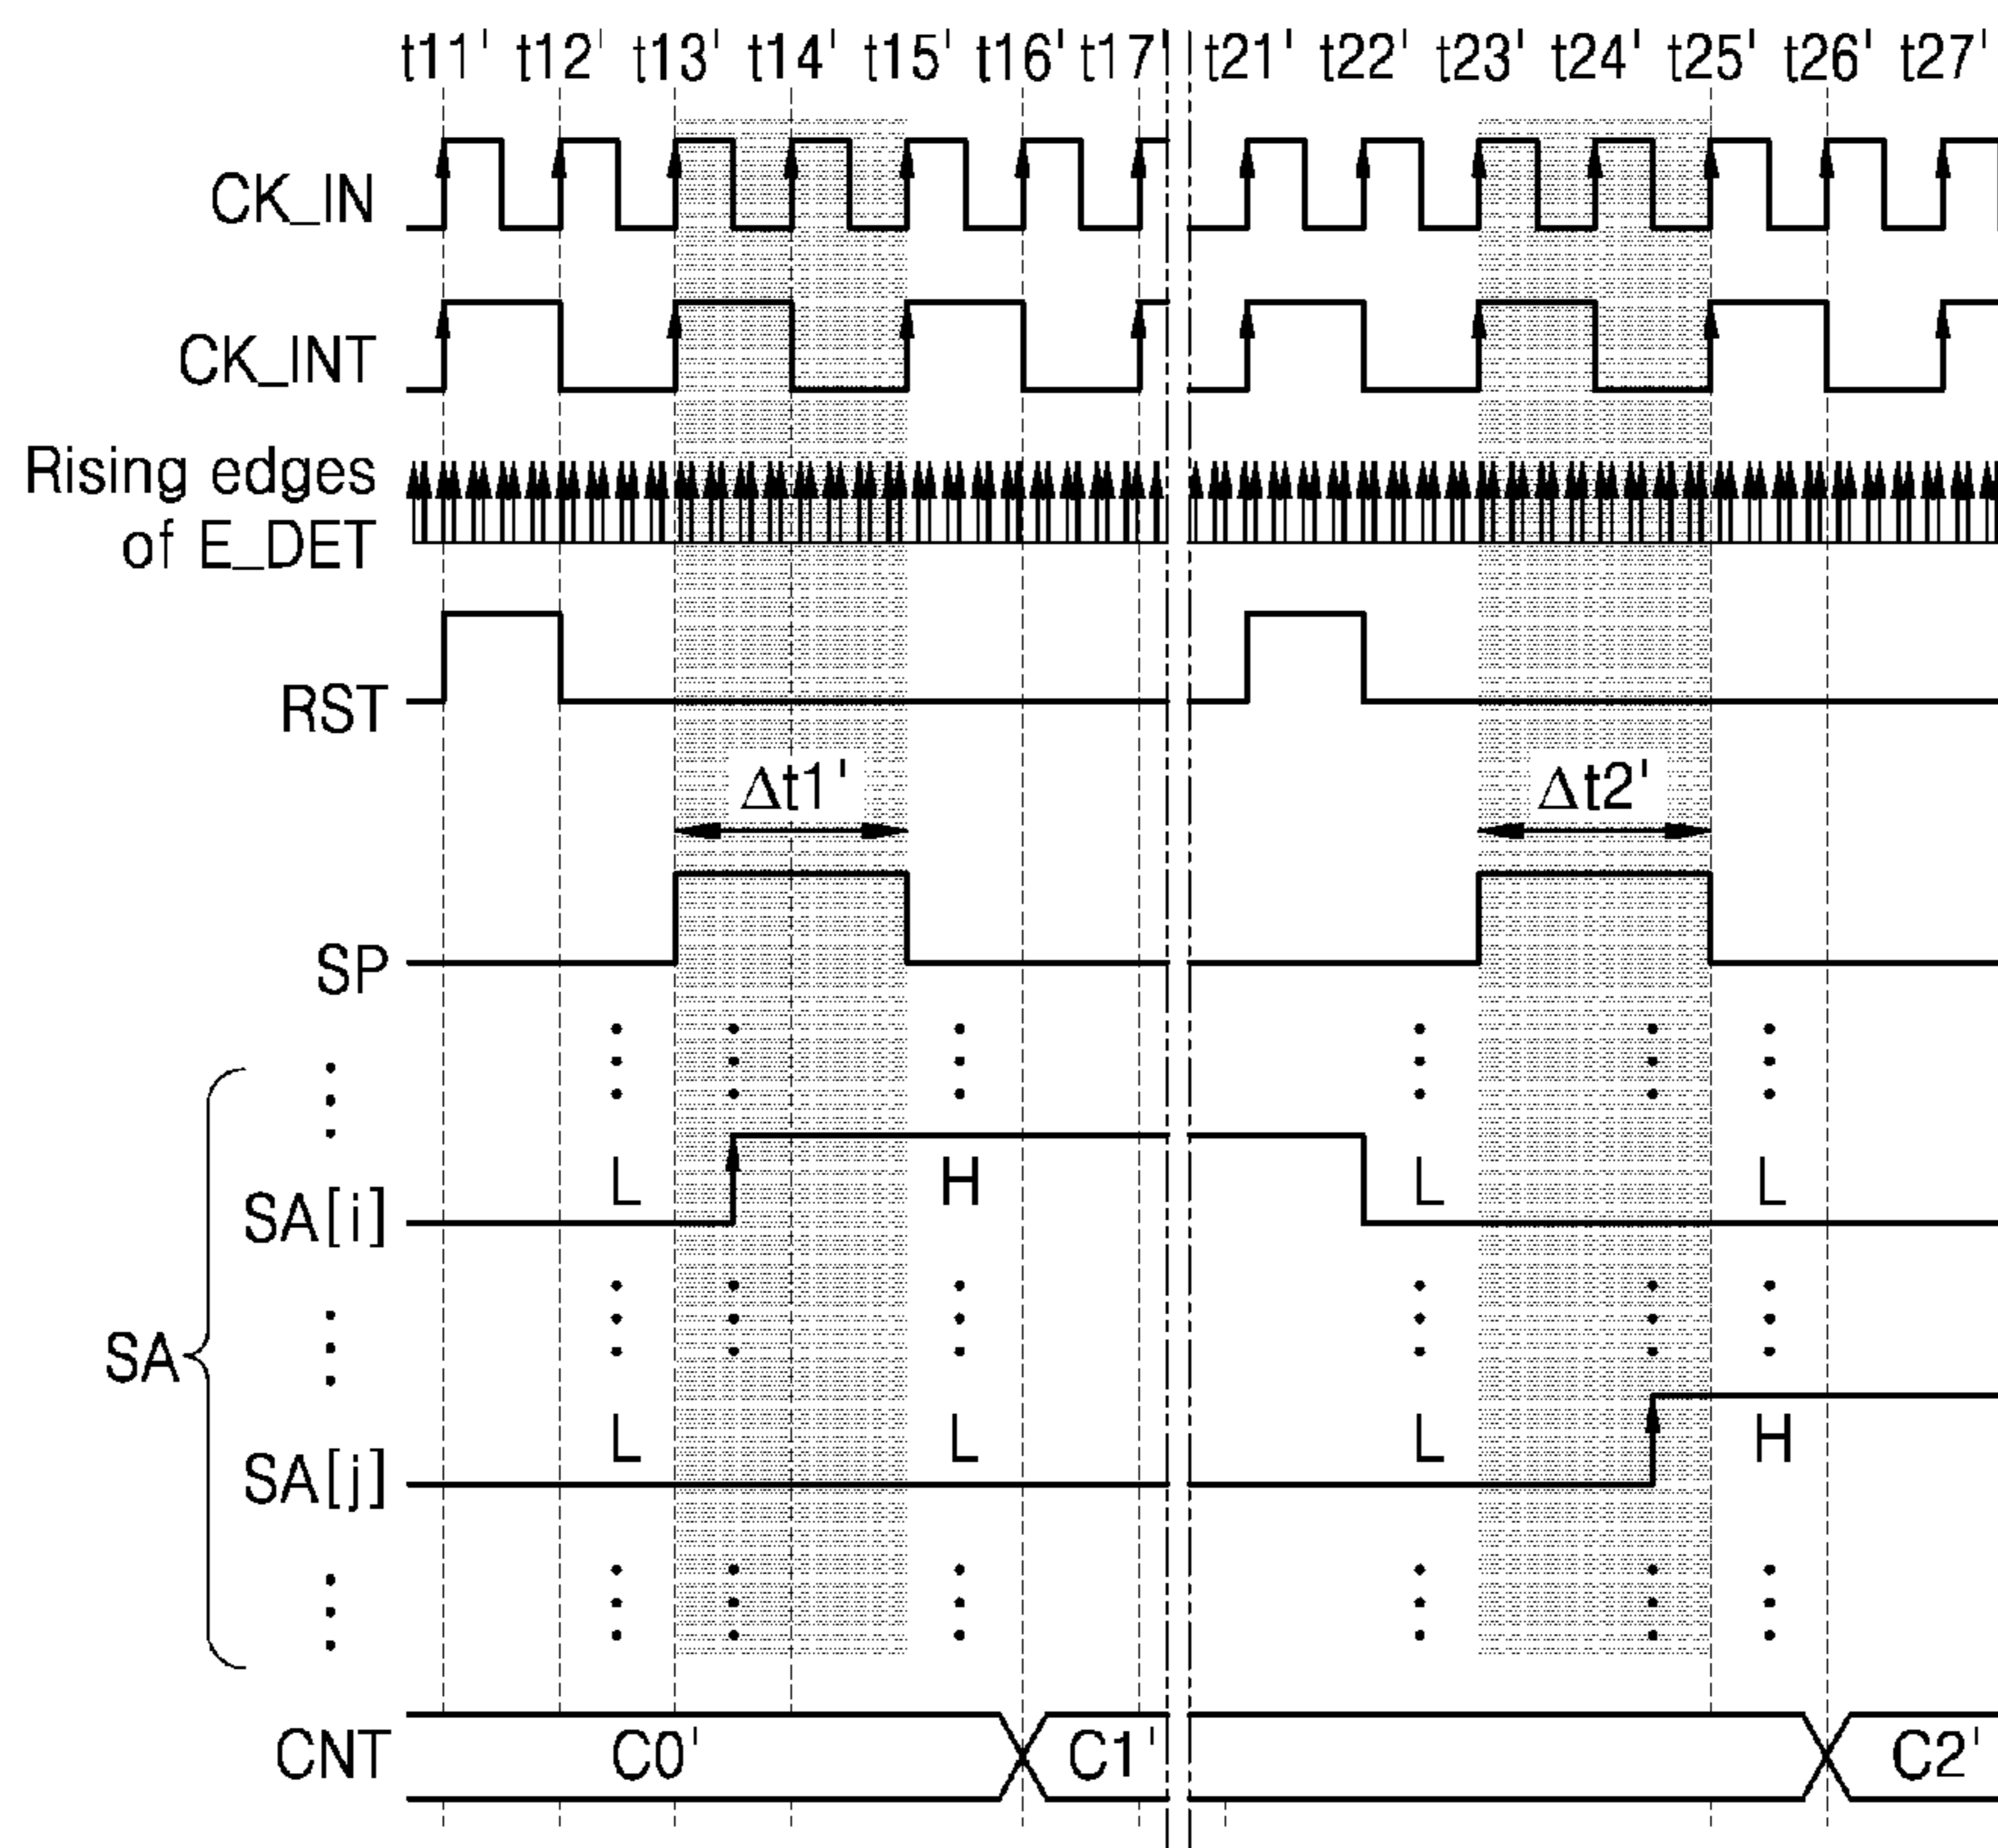 t11' t12' t13' t14' t15' t16' t17' t21' t22' t23' t24' t25' t26' t27'
CK_IN
CK_INT
Rising edges
of E_DET
RST
Δt1' Δt2'
SP
L H L L
SA[i]
SA
L L L H
SA[j]
CNT C0' C1' C2'